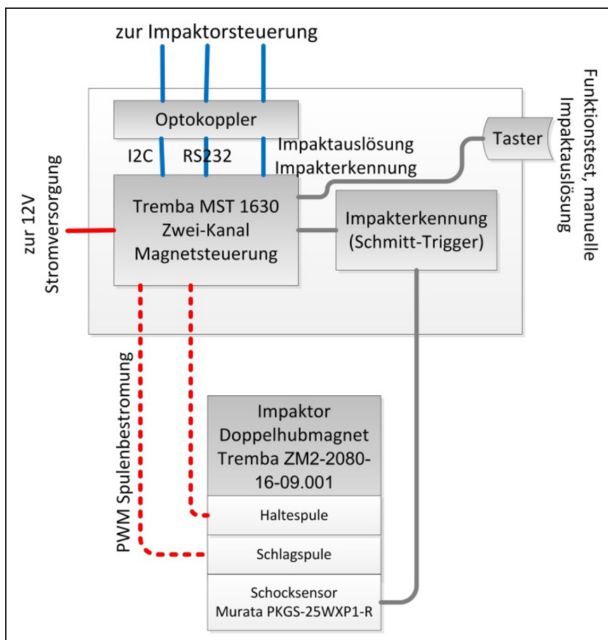 zur Impaktorsteuerung
Optokoppler
I2C
RS232
Impaktauslösung
Impakterkennung
Taster
Funktionstest, manuelle
Impaktauslösung
zur 12V
Stromversorgung
Tremba MST 1630
Zwei-Kanal
Magnetsteuerung
Impakterkennung
(Schmitt-Trigger)
PWM Spulenbestromung
Impaktor
Doppelhubmagnet
Tremba ZM2-2080-
16-09.001
Haltespule
Schlagspule
Schocksensor
Murata PKGS-25WXP1-R